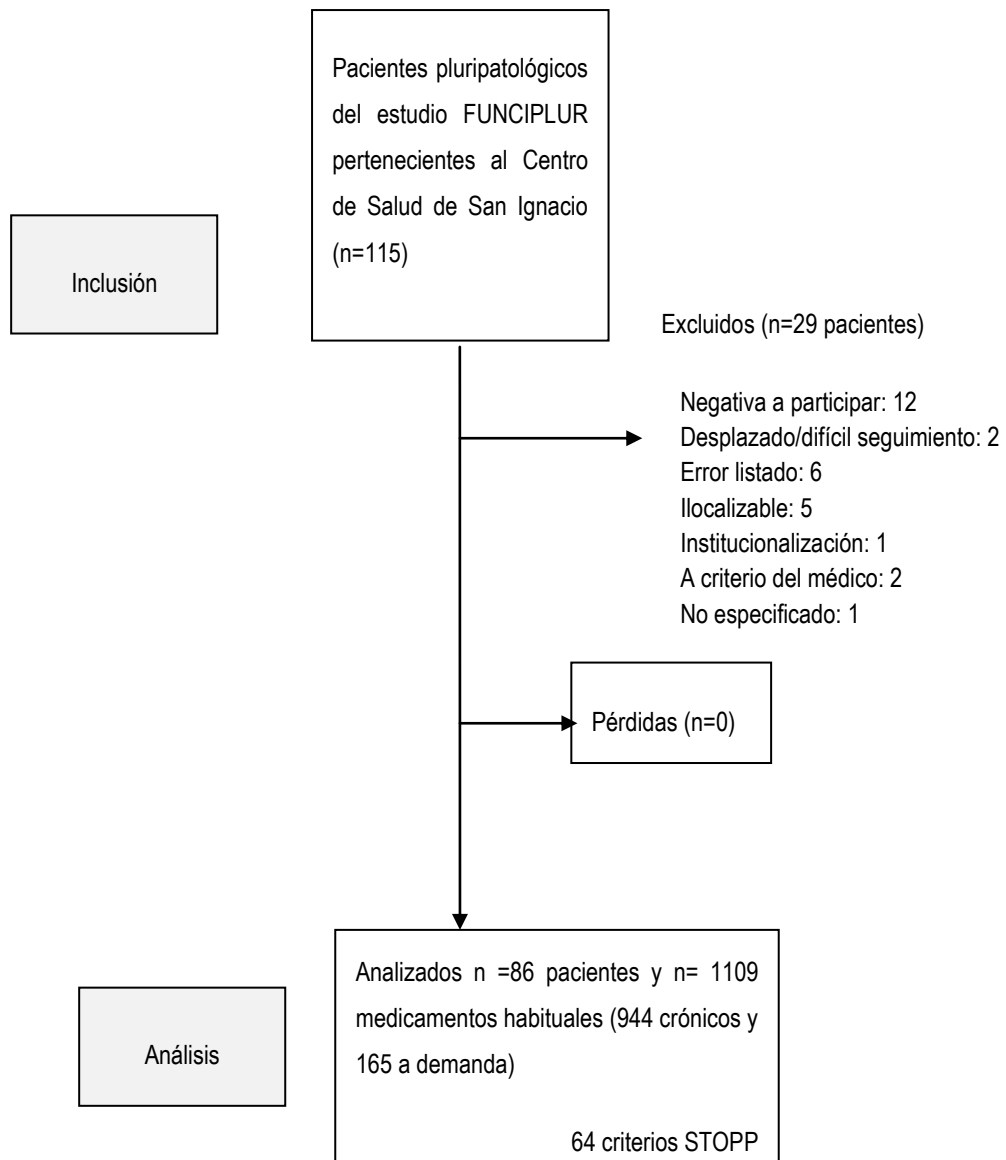 Pacientes pluripatológicos
del estudio FUNCIPLUR
pertenecientes al Centro
de Salud de San Ignacio
(n=115)
Inclusión
Excluidos (n=29 pacientes)
Negativa a participar: 12
Desplazado/difícil seguimiento: 2
Error listado: 6
Ilocalizable: 5
Institucionalización: 1
A criterio del médico: 2
No especificado: 1
Pérdidas (n=0)
Analizados n =86 pacientes y n= 1109
medicamentos habituales (944 crónicos y
165 a demanda)
Análisis
64 criterios STOPP